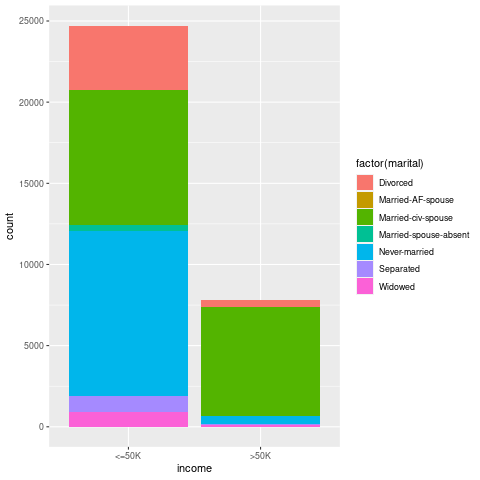 25000
20000
15000
10000
5000
0
count
<=50K
>50K
income
factor(marital)
Divorced
Married-AF-spouse
Married-civ-spouse
Married-spouse-absent
Never-married
Separated
Widowed